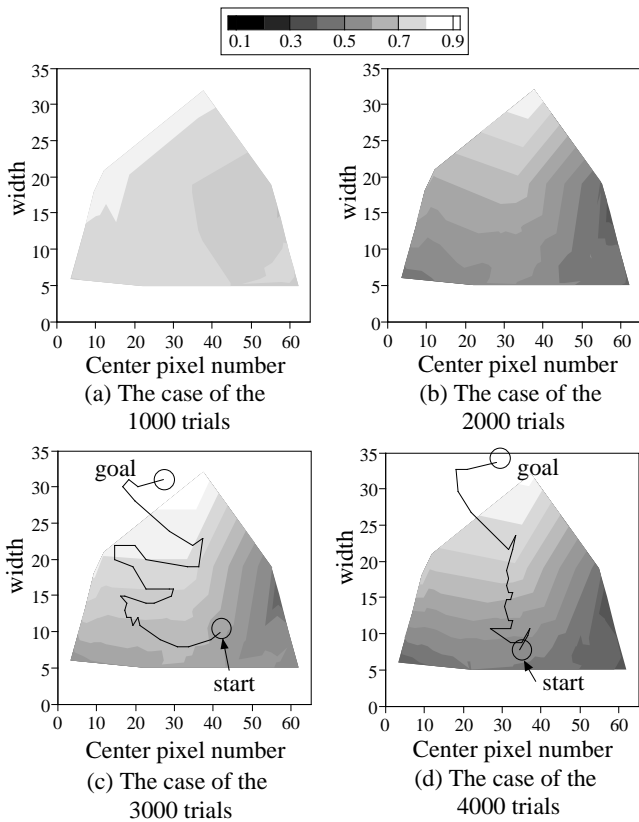 0.1 0.3 0.5 0.7 0.9
35
30
25
20
15
10
5
0
width
0 10 20 30 40 50 60
Center pixel number
(a) The case of the
1000 trials
35
30
25
20
15
10
5
0
width
0 10 20 30 40 50 60
Center pixel number
(b) The case of the
2000 trials
35
30
25
20
15
10
5
0
width
goal
start
0 10 20 30 40 50 60
Center pixel number
(c) The case of the
3000 trials
35
30
25
20
15
10
5
0
width
goal
start
0 10 20 30 40 50 60
Center pixel number
(d) The case of the
4000 trials